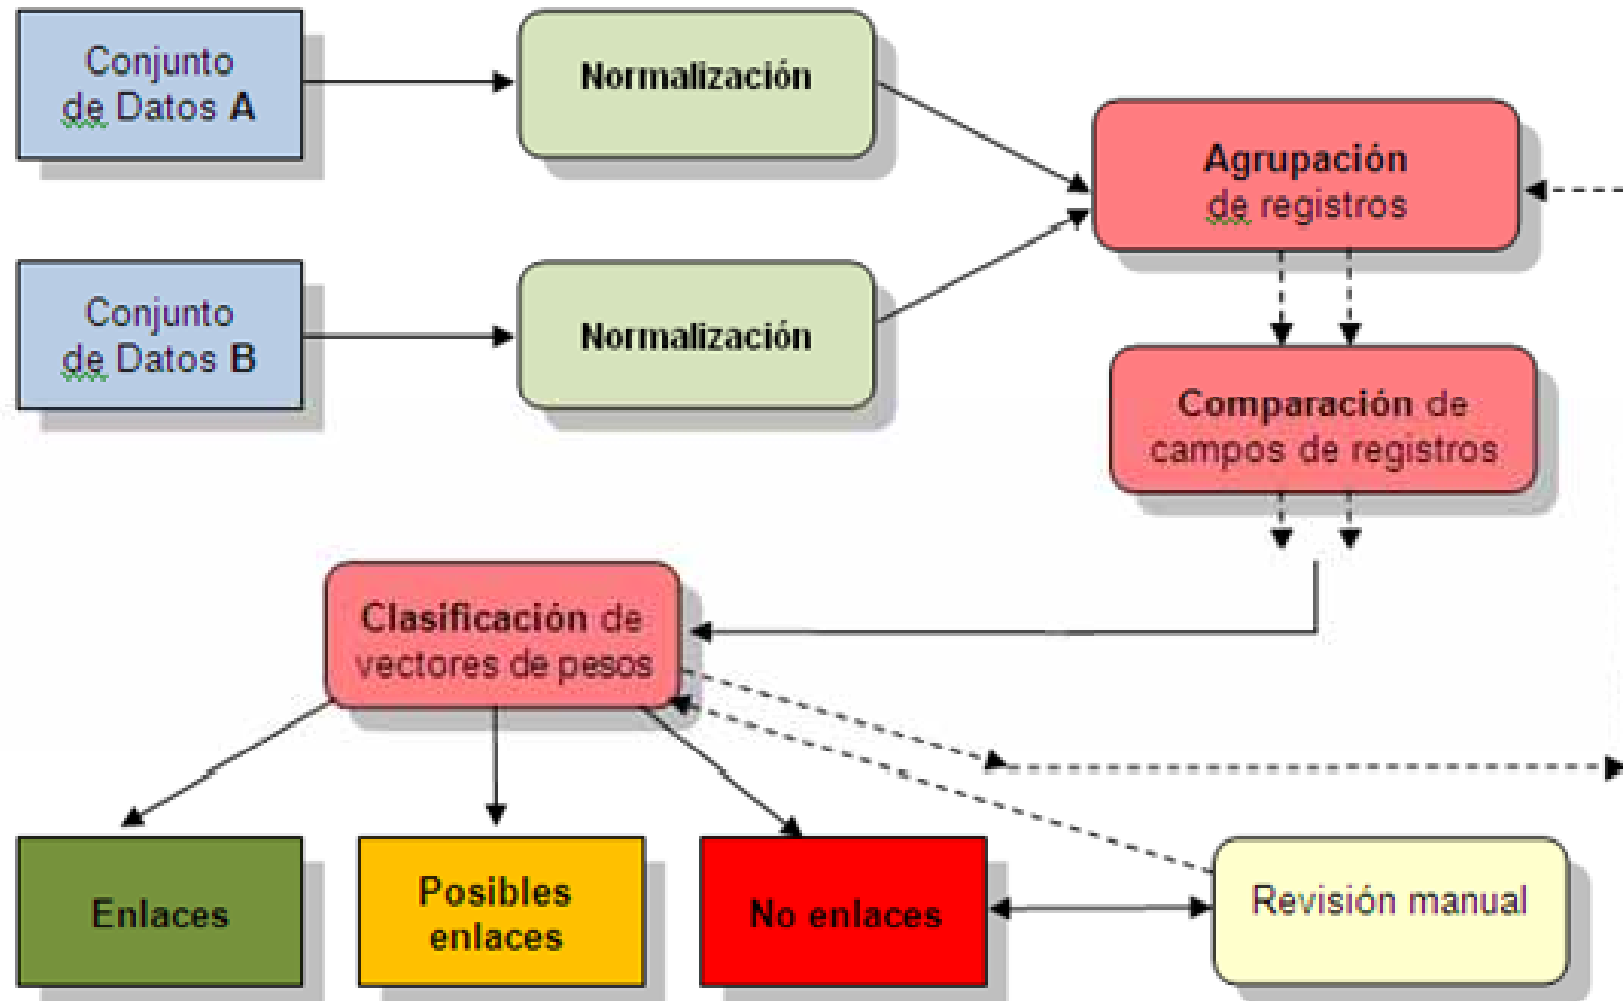 Conjunto
de Datos A
Normalización
Agrupación
de registros
Conjunto
de Datos B
Normalización
Comparación de
campos de registros
Clasificación de
vectores de pesos
Enlaces
Posibles
enlaces
No enlaces
Revisión manual